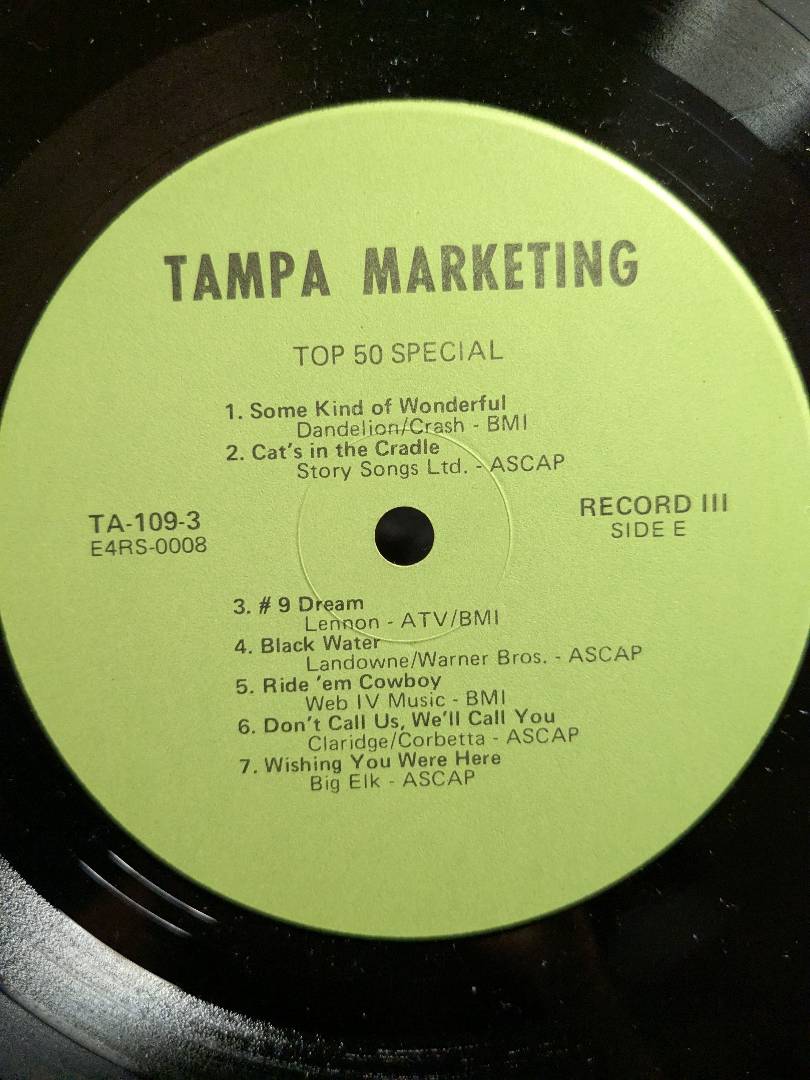 TAMPA MARKETING
TOP 50 SPECIAL
1. Some Kind of Wonderful
Dandelion/Crash - BMI
2. Cat's in the Cradle
Story Songs Ltd. - ASCAP
TA-109-3
E4RS-0008
RECORD III
SIDE E
3. # 9 Dream
Lennon - ATV/BMI
4. Black Water
Landowne/Warner Bros. - ASCAP
5. Ride 'em Cowboy
Web IV Music - BMI
6. Don't Call Us, We'll Call You
Claridge/Corbetta - ASCAP
7. Wishing You Were Here
Big Elk - ASCAP